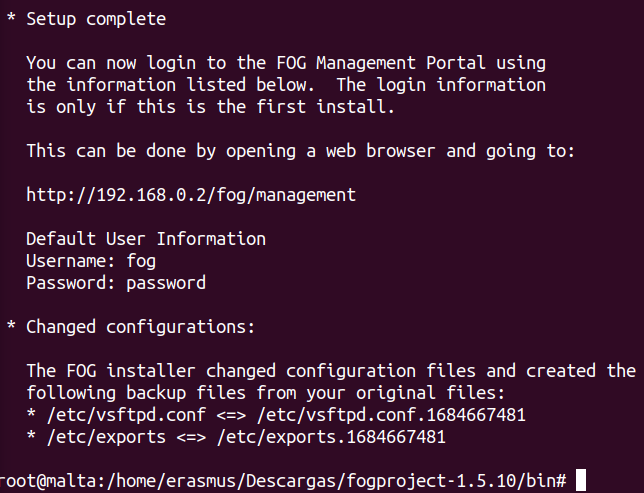 * Setup complete
You can now login to the FOG Management Portal using
the information listed below.  The login information
is only if this is the first install.
This can be done by opening a web browser and going to:
http://192.168.0.2/fog/management
Default User Information
Username: fog
Password: password
* Changed configurations:
The FOG installer changed configuration files and created the
following backup files from your original files:
* /etc/vsftpd.conf <=> /etc/vsftpd.conf.1684667481
* /etc/exports <=> /etc/exports.1684667481
root@malta:/home/erasmus/Descargas/fogproject-1.5.10/bin#